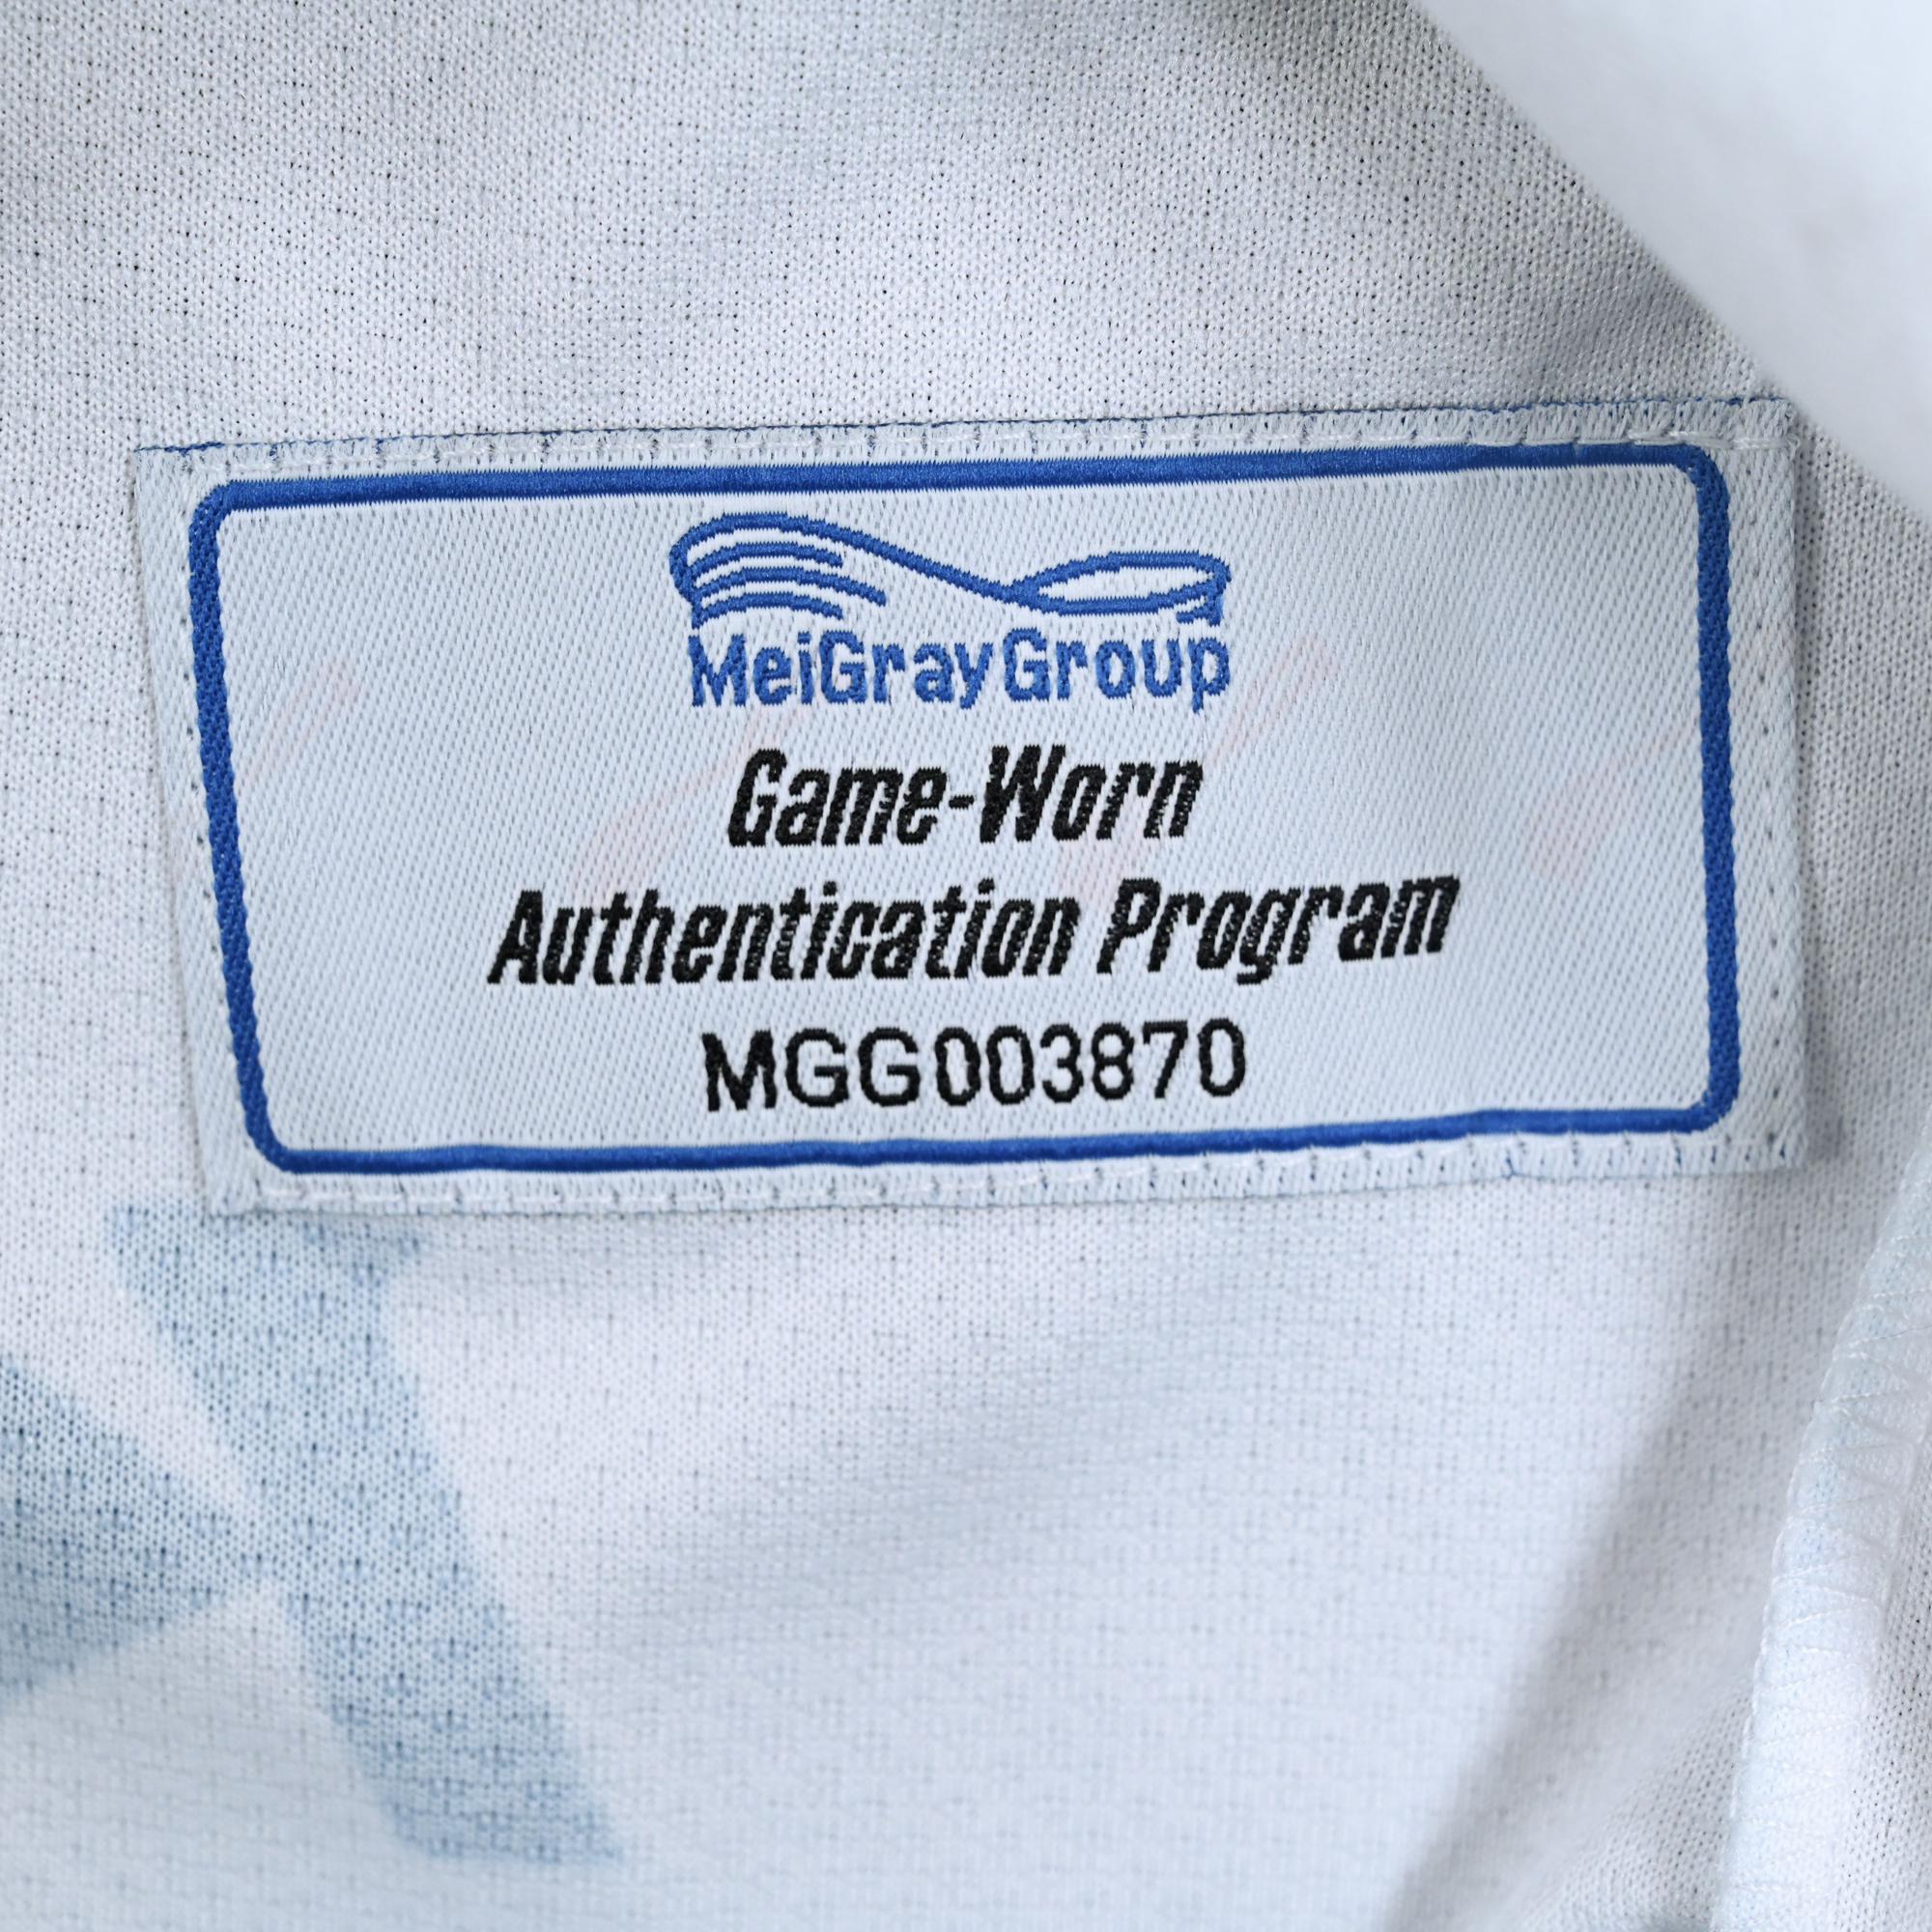 MeiGrayGroup
Game-Worn
Authentication Program
MGG003870